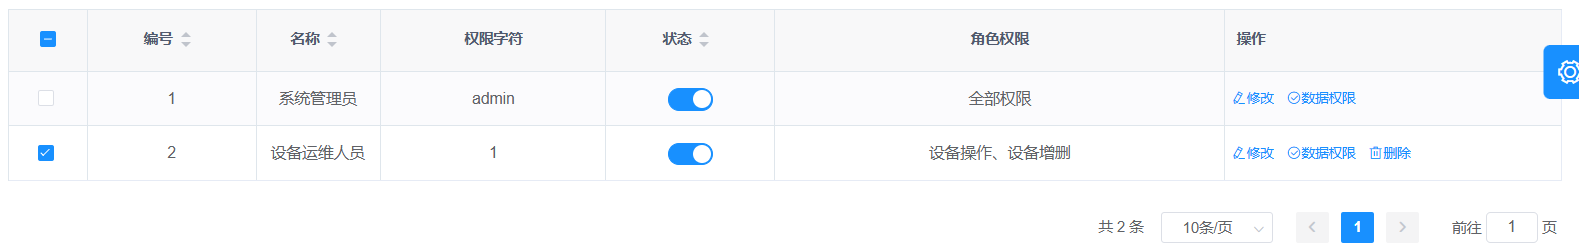 编号 名称 权限字符 状态 角色权限 操作
1 系统管理员 admin 全部权限 修改 数据权限
2 设备运维人员 1 设备操作、设备增删 修改 数据权限 删除
共 2 条 10条/页 1 前往 1 页